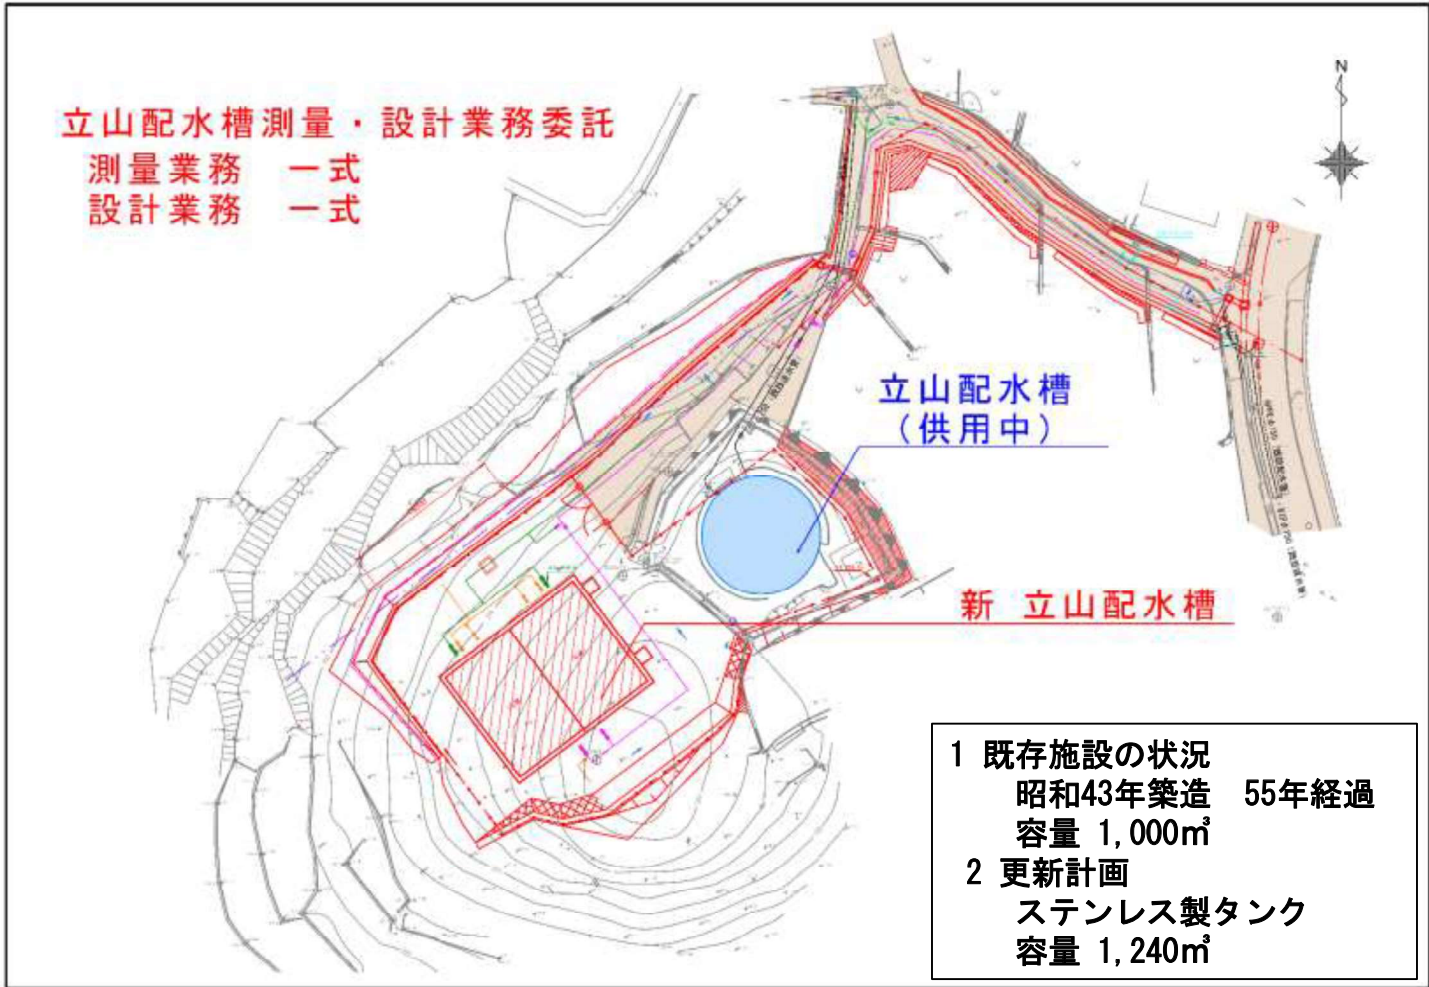 立山配水槽測量・設計業務委託
測量業務　一式
設計業務　一式
N
立山配水槽
（供用中）
新 立山配水槽
1 既存施設の状況
昭和43年築造　55年経過
容量 1,000㎥
2 更新計画
ステンレス製タンク
容量 1,240㎥